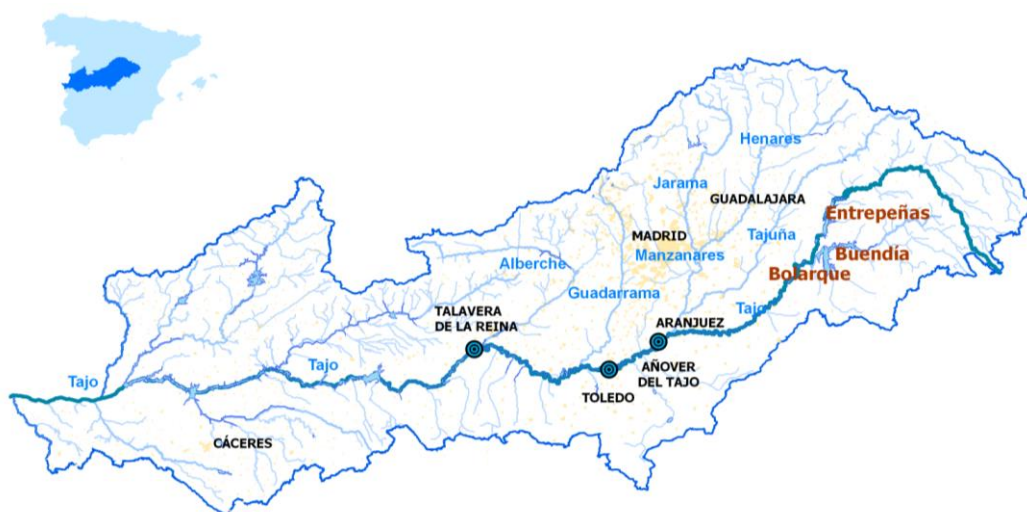 Henares
Jarama
GUADALAJARA
Entrepeñas
MADRID
Tajuña
Manzanares
Buendía
Alberche
Bolarque
Guadarrama
Tajo
TALAVERA
DE LA REINA
ARANJUEZ
Tajo
AÑOVER
DEL TAJO
Tajo
TOLEDO
CÁCERES